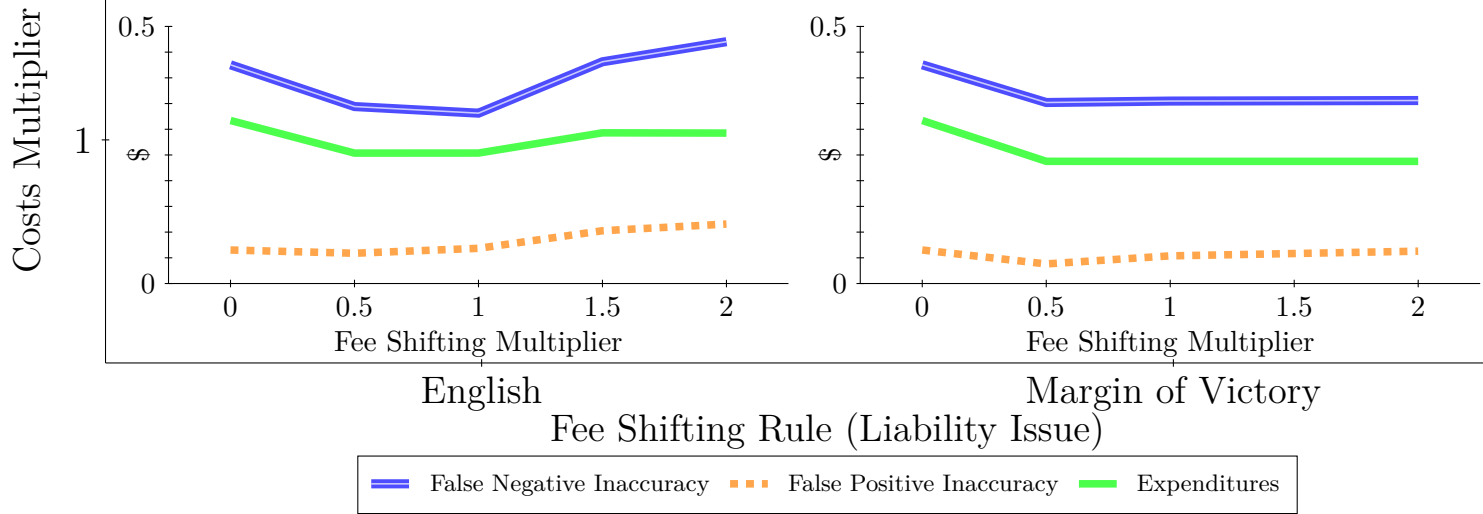 Costs Multiplier
1
0.5
$
0
0 0.5 1 1.5 2
Fee Shifting Multiplier
English
0.5
$
0
0 0.5 1 1.5 2
Fee Shifting Multiplier
Margin of Victory
Fee Shifting Rule (Liability Issue)
False Negative Inaccuracy False Positive Inaccuracy Expenditures